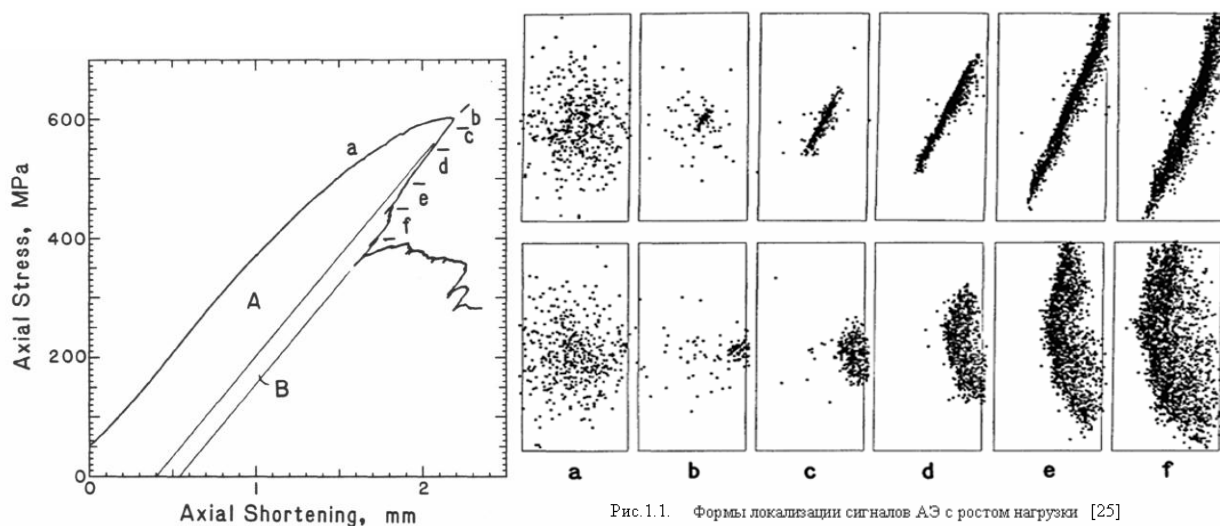 600
400
200
0
Axial Stress, MPa
a
b
c
d
e
f
A
B
0
1
2
Axial Shortening, mm
a b c d e f
Рис.1.1. Формы локализации сигналов АЭ с ростом нагрузки [25]